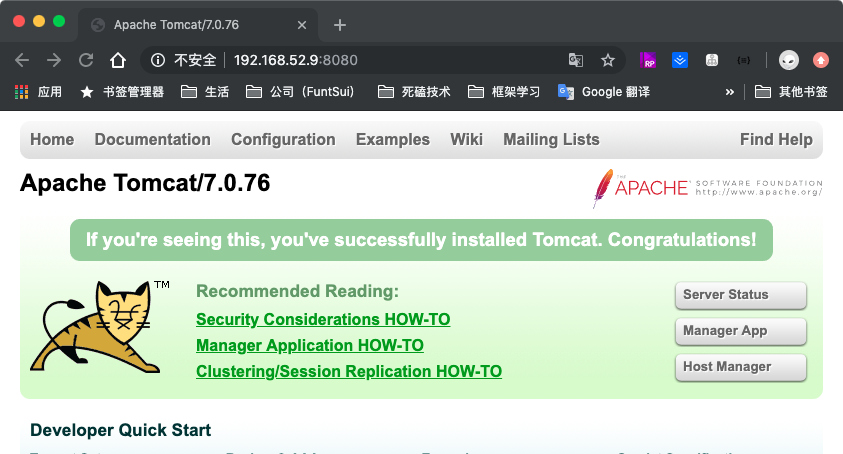 Apache Tomcat/7.0.76
不安全 192.168.52.9:8080
RP
应用 书签管理器 生活 公司（FuntSui） 死磕技术 框架学习 Google 翻译 » 其他书签
Home Documentation Configuration Examples Wiki Mailing Lists Find Help
Apache Tomcat/7.0.76
THE
APACHE® SOFTWARE FOUNDATION
http://www.apache.org/
If you're seeing this, you've successfully installed Tomcat. Congratulations!
TM
Recommended Reading:
Security Considerations HOW-TO
Manager Application HOW-TO
Clustering/Session Replication HOW-TO
Server Status
Manager App
Host Manager
Developer Quick Start